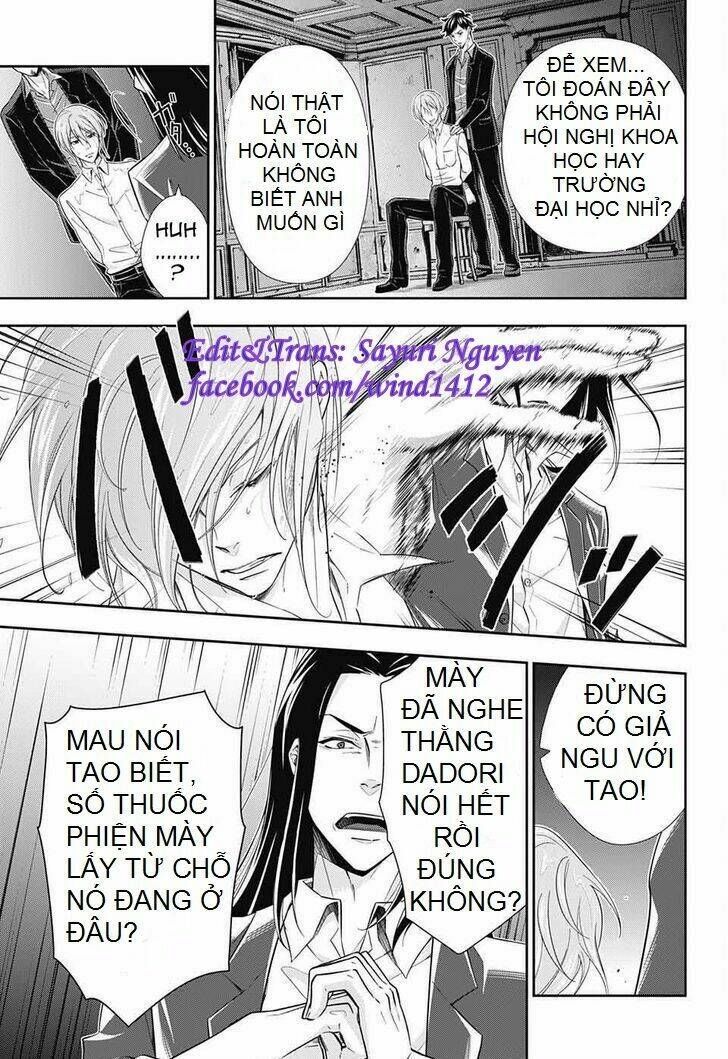 ĐỂ XEM...
TÔI ĐOÁN ĐÂY
KHÔNG PHẢI
HỘI NGHỊ KHOA
HỌC HAY
TRƯỜNG
ĐẠI HỌC NHỈ?
NÓI THẬT
LÀ TÔI
HOÀN TOÀN
KHÔNG
BIẾT ANH
MUỐN GÌ
HUH
........
?
Edit&Trans: Sayuri Nguyen
facebook.com/wind1412
ĐỪNG
CÓ GIẢ
NGU VỚI
TAO!
MÀY
ĐÃ NGHE
THẰNG
DADORI
NÓI HẾT
RỒI
ĐÚNG
KHÔNG?
MAU NÓI
TAO BIẾT,
SỐ THUỐC
PHIỆN MÀY
LẤY TỪ CHỖ
NÓ ĐANG Ở
ĐÂU?